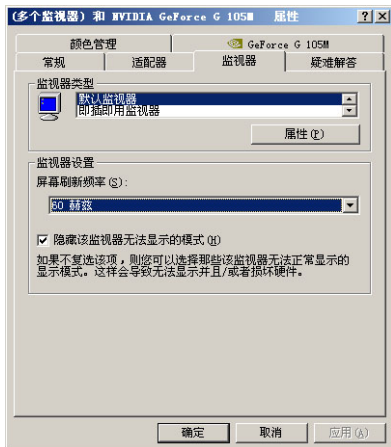 (多个监视器) 和 NVIDIA GeForce G 105M 属性
颜色管理 GeForce G 105M
常规 适配器 监视器 疑难解答
监视器类型
默认监视器
即插即用监视器
属性(P)
监视器设置
屏幕刷新频率(S):
60 赫兹
隐藏该监视器无法显示的模式(H)
如果不复选该项，则您可以选择那些该监视器无法正常显示的
显示模式。这样会导致无法显示并且/或者损坏硬件。
确定 取消 应用(A)